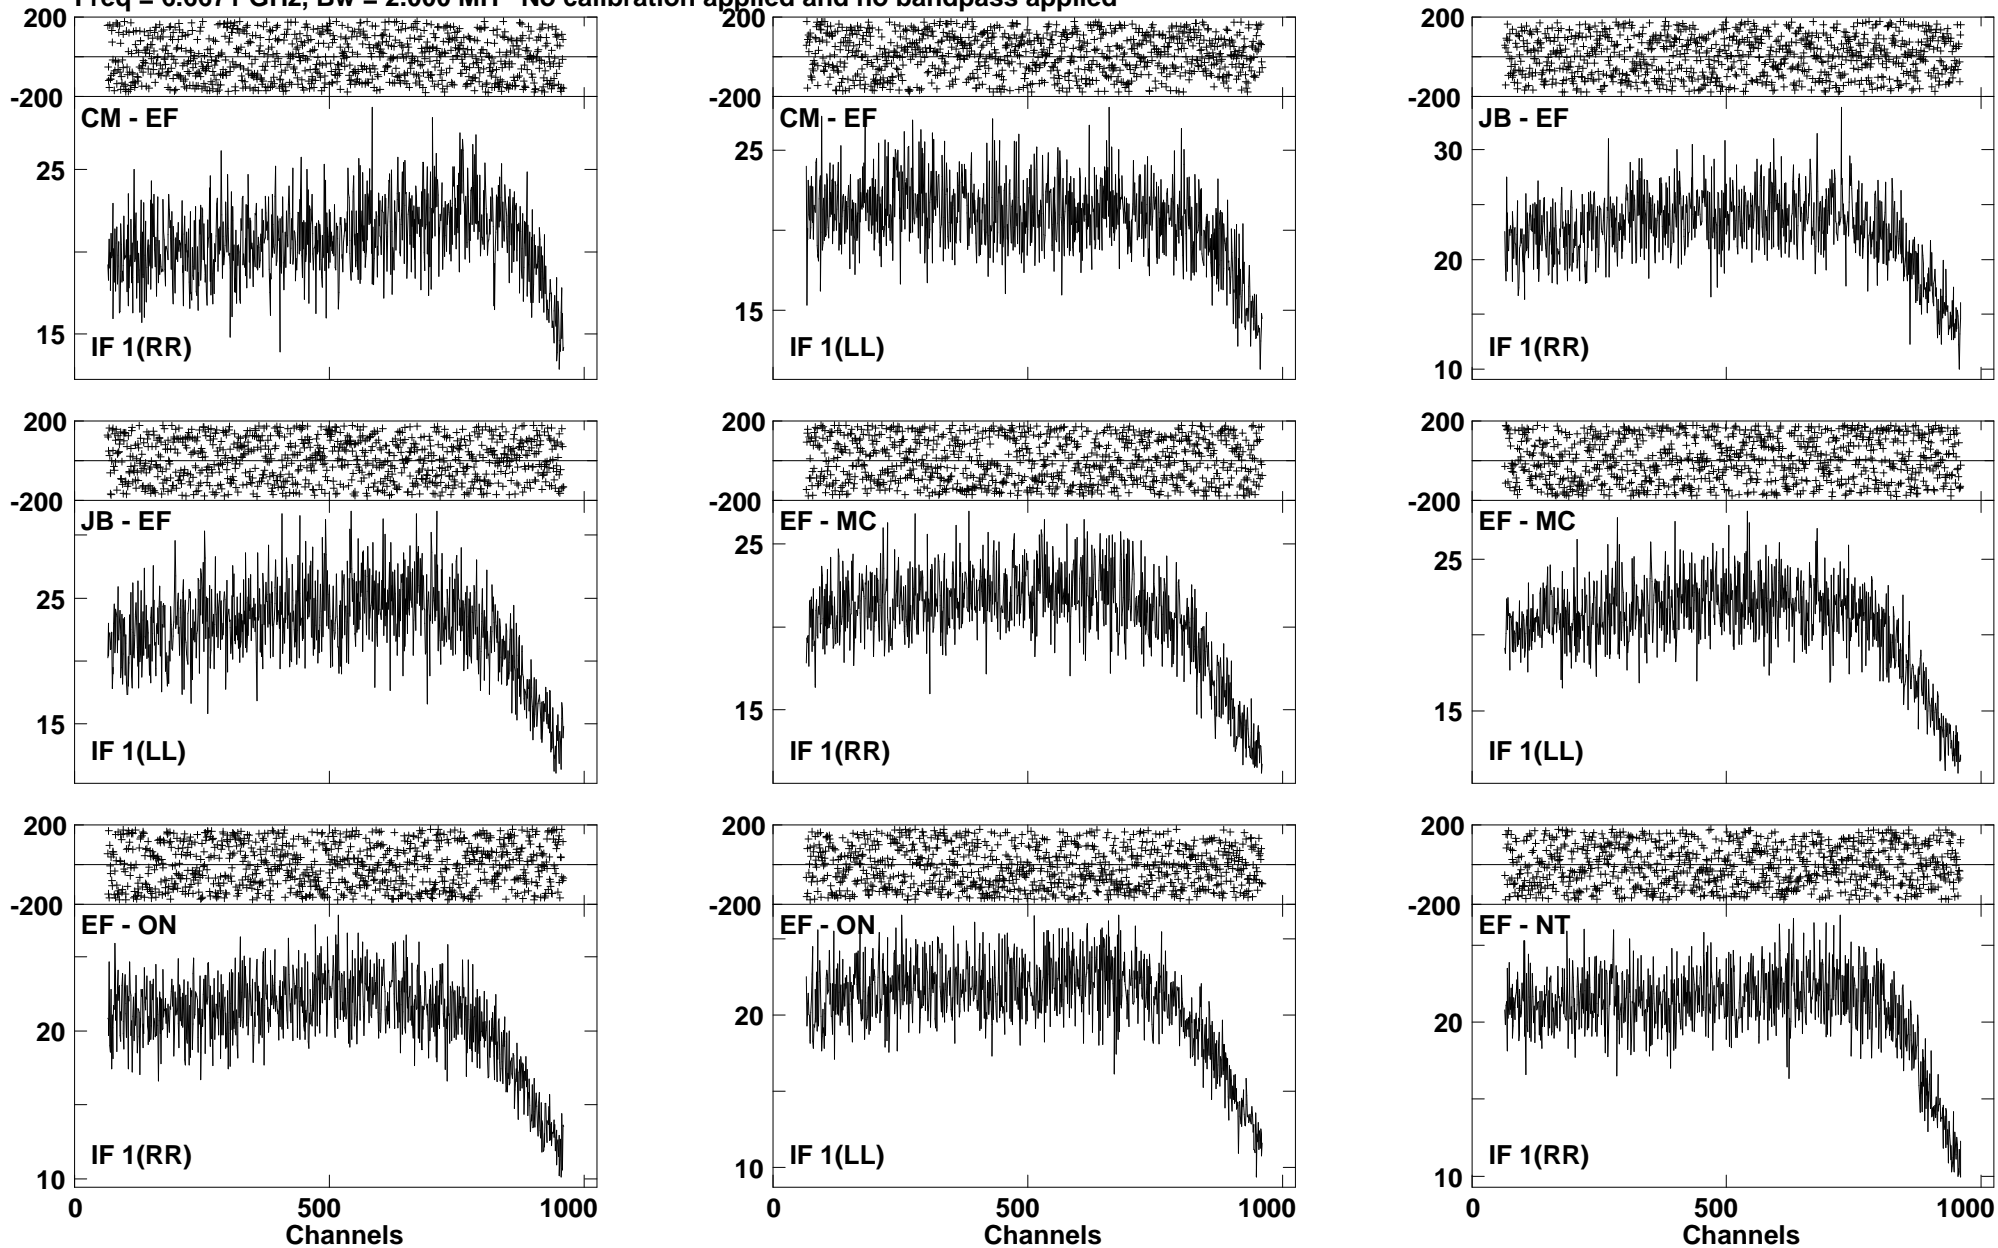 No calibration applied and no bandpass applied
200
-200
CM - EF
25
15
IF 1(RR)
200
-200
CM - EF
25
15
IF 1(LL)
200
-200
JB - EF
30
20
10
IF 1(RR)
200
-200
JB - EF
25
15
IF 1(LL)
200
-200
EF - MC
25
15
IF 1(RR)
200
-200
EF - MC
25
15
IF 1(LL)
200
-200
EF - ON
20
10
IF 1(RR)
0 500 1000
Channels
200
-200
EF - ON
20
10
IF 1(LL)
0 500 1000
Channels
200
-200
EF - NT
20
10
IF 1(RR)
0 500 1000
Channels